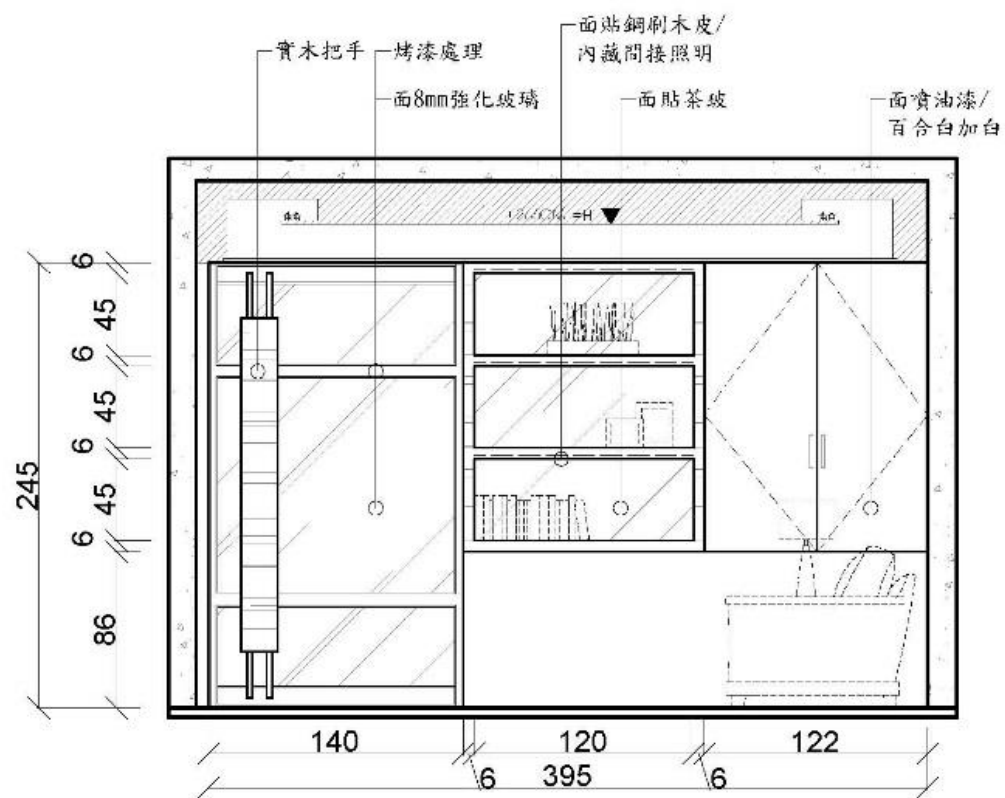 面貼鋼刷木皮/
內藏間接照明
實木把手
烤漆處理
面8mm強化玻璃
面貼茶玻
面噴油漆/
百合白加白
=H
6
45
6
45
6
45
6
86
245
140
120
122
6
395
6